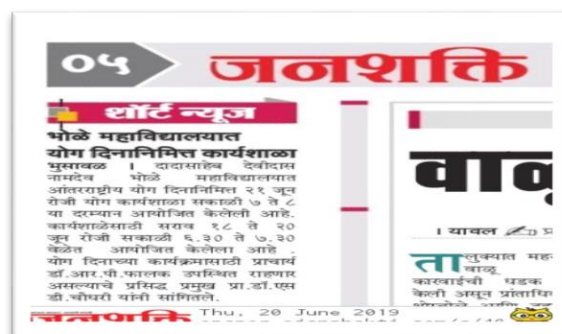 ०५
जनशक्ति
शॉर्ट न्यूज
भोळे महाविद्यालयात
योग दिनानिमित्त कार्यशाळा
भुसावळ । दादासाहेब देवीदास
नामदेव भोळे महाविद्यालयात
आंतरराष्ट्रीय योग दिनानिमित्त २१ जून
रोजी योग कार्यशाळा सकाळी ७ ते ८
या दरम्यान आयोजित केलेली आहे.
कार्यशाळेसाठी सराव १८ ते २०
जून रोजी सकाळी ६.३० ते ७.३०
वेळेत आयोजित केलेला आहे .
योग दिनाच्या कार्यक्रमासाठी प्राचार्य
डॉ.आर.पी.फालक उपस्थित राहणार
असल्याचे प्रसिद्ध प्रमुख प्रा.डॉ.एस
डी.चौधरी यांनी सांगितले.
। यावल
लुक्यात
वाळू
कारवाईची धडक
केली असून
जनशक्ति Thu, 20 June 2019